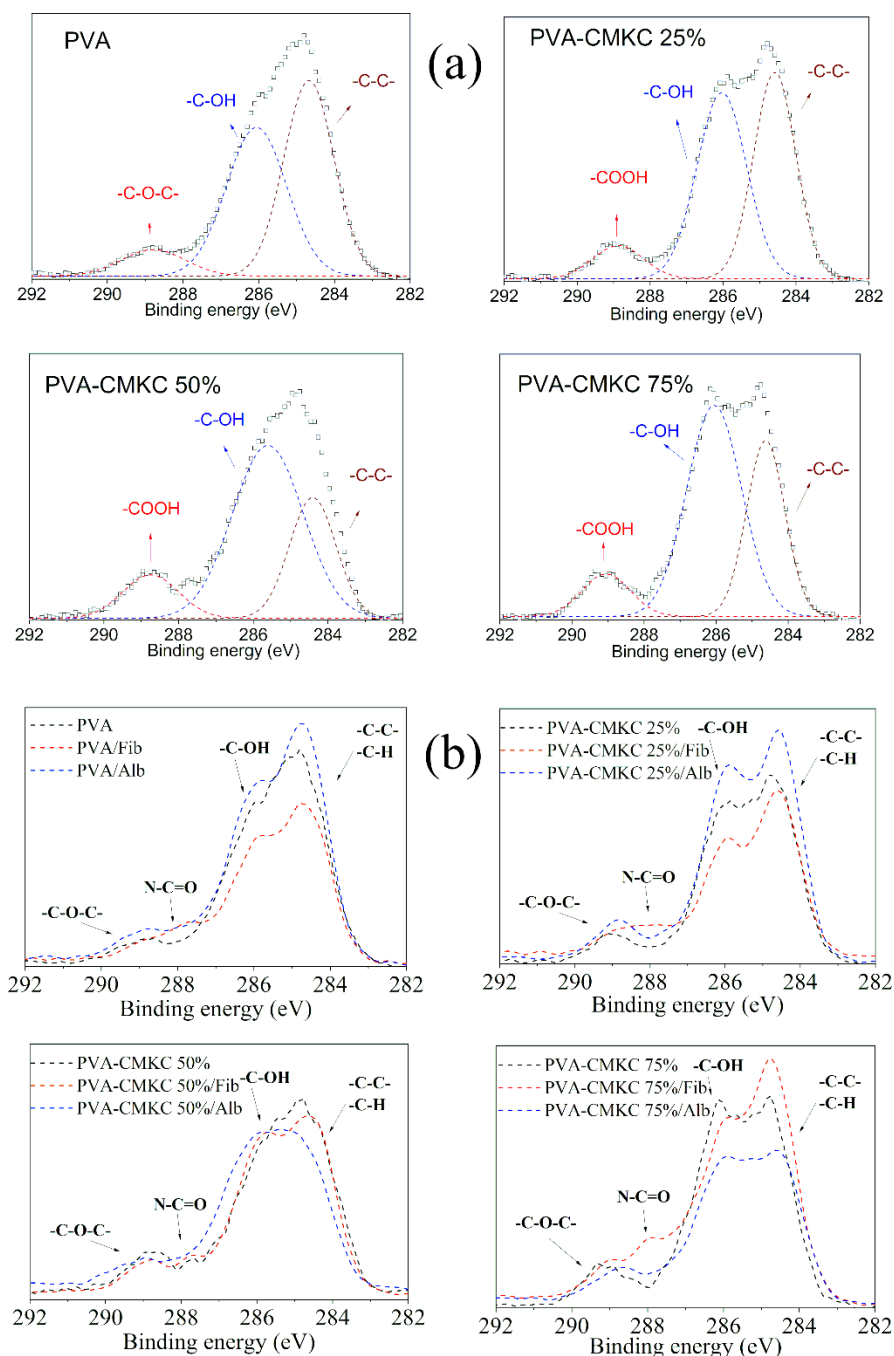 PVA
(a)
PVA-CMKC 25%
-C-OH
-C-C-
-C-O-C-
-C-OH
-C-C-
-COOH
292 290 288 286 284 282
Binding energy (eV)
292 290 288 286 284 282
Binding energy (eV)
PVA-CMKC 50%
PVA-CMKC 75%
-C-OH
-C-C-
-COOH
-C-OH
-C-C-
-COOH
292 290 288 286 284 282
Binding energy (eV)
292 290 288 286 284 282
Binding energy (eV)
(b)
PVA
PVA/Fib
PVA/Alb
-C-OH
-C-C-
-C-H
N-C=O
-C-O-C-
292 290 288 286 284 282
Binding energy (eV)
PVA-CMKC 25%
PVA-CMKC 25%/Fib
PVA-CMKC 25%/Alb
-C-OH
-C-C-
-C-H
N-C=O
-C-O-C-
292 290 288 286 284 282
Binding energy (eV)
PVA-CMKC 50%
PVA-CMKC 50%/Fib
PVA-CMKC 50%/Alb
-C-OH
-C-C-
-C-H
N-C=O
-C-O-C-
292 290 288 286 284 282
Binding energy (eV)
PVA-CMKC 75%
PVA-CMKC 75%/Fib
PVA-CMKC 75%/Alb
-C-OH
-C-C-
-C-H
N-C=O
-C-O-C-
292 290 288 286 284 282
Binding energy (eV)